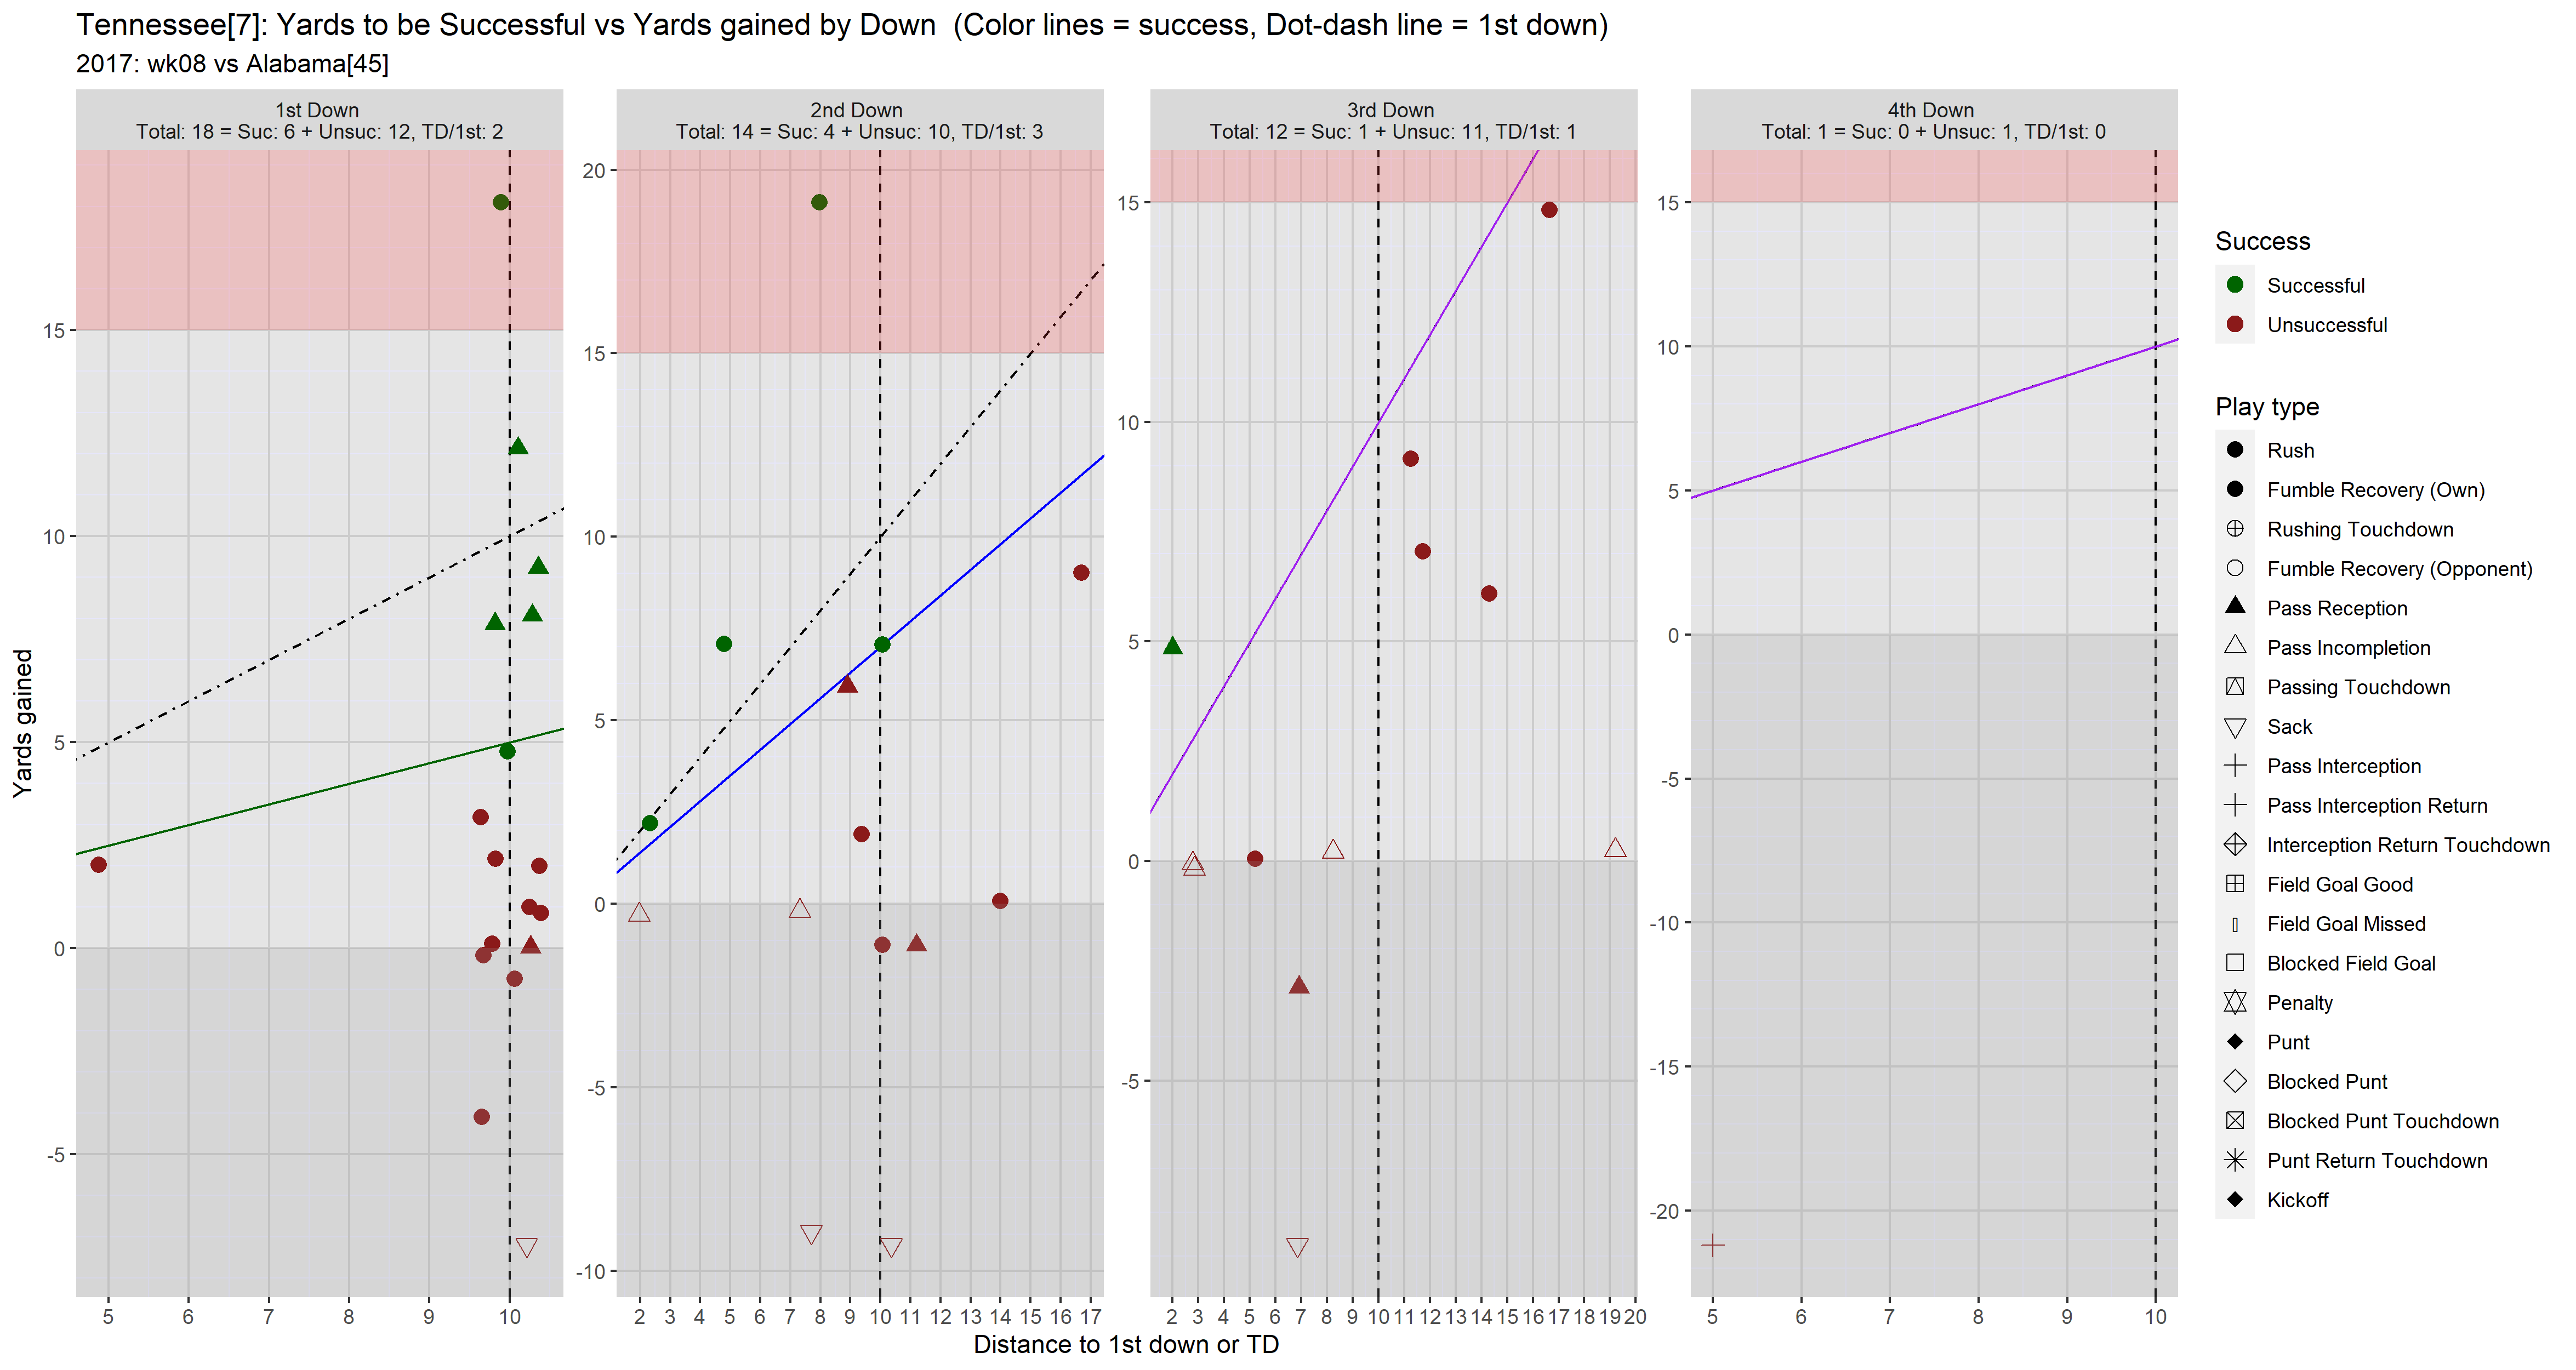 Tennessee[7]: Yards to be Successful vs Yards gained by Down  (Color lines = success, Dot-dash line = 1st down)
2017: wk08 vs Alabama[45]
1st Down
Total: 18 = Suc: 6 + Unsuc: 12, TD/1st: 2
2nd Down
Total: 14 = Suc: 4 + Unsuc: 10, TD/1st: 3
3rd Down
Total: 12 = Suc: 1 + Unsuc: 11, TD/1st: 1
4th Down
Total: 1 = Suc: 0 + Unsuc: 1, TD/1st: 0
Yards gained
15
10
5
0
-5
5 6 7 8 9 10
20
15
10
5
0
-5
-10
2 3 4 5 6 7 8 9 10 11 12 13 14 15 16 17
15
10
5
0
-5
2 3 4 5 6 7 8 9 10 11 12 13 14 15 16 17 18 19 20
15
10
5
0
-5
-10
-15
-20
5 6 7 8 9 10
Distance to 1st down or TD
Success
Successful
Unsuccessful
Play type
Rush
Fumble Recovery (Own)
Rushing Touchdown
Fumble Recovery (Opponent)
Pass Reception
Pass Incompletion
Passing Touchdown
Sack
Pass Interception
Pass Interception Return
Interception Return Touchdown
Field Goal Good
Field Goal Missed
Blocked Field Goal
Penalty
Punt
Blocked Punt
Blocked Punt Touchdown
Punt Return Touchdown
Kickoff